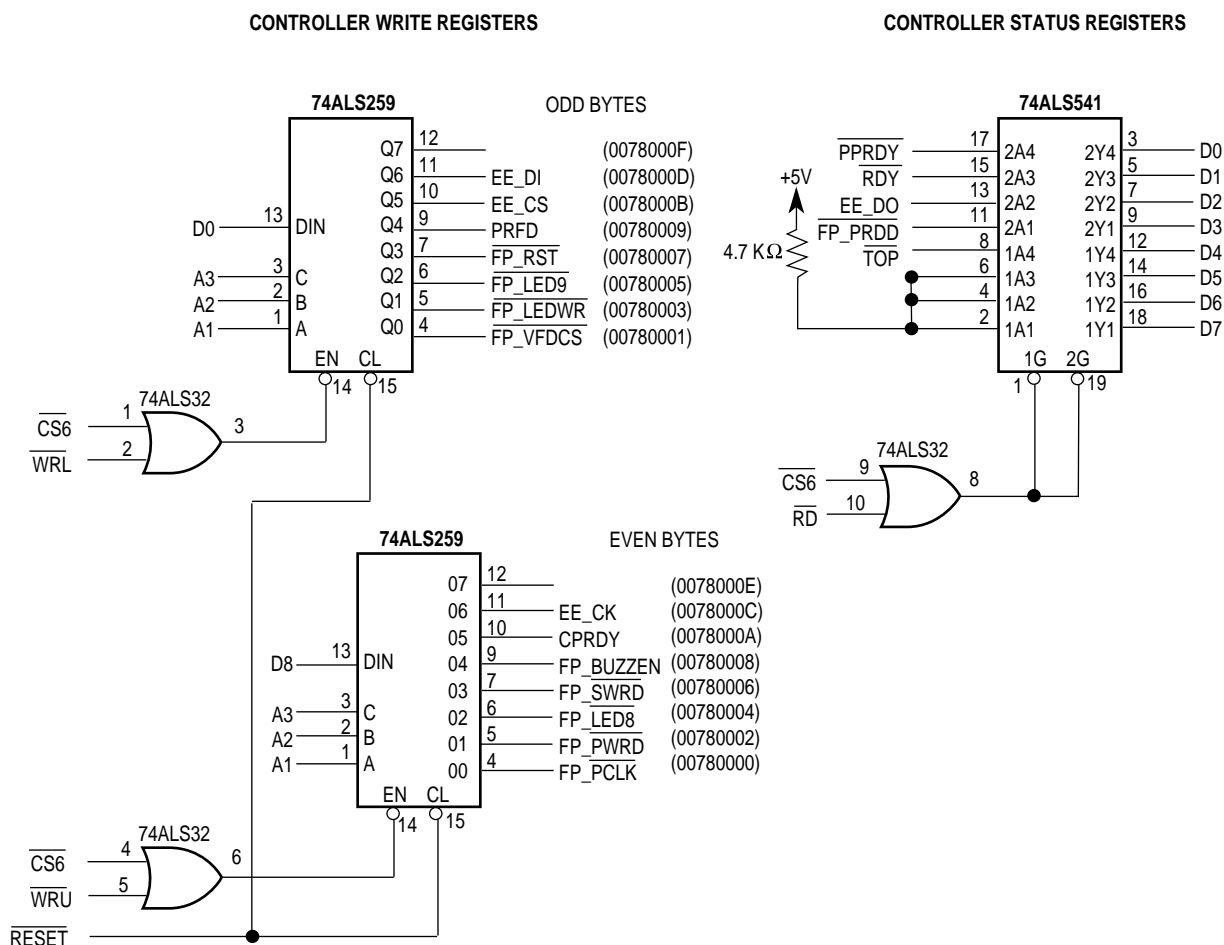 CONTROLLER WRITE REGISTERS
CONTROLLER STATUS REGISTERS
74ALS259
ODD BYTES
Q7 12 (0078000F)
Q6 11 EE_DI (0078000D)
Q5 10 EE_CS (0078000B)
D0 13 DIN Q4 9 PRFD (00780009)
Q3 7 FP_RST (00780007)
A3 3 C Q2 6 FP_LED9 (00780005)
A2 2 B Q1 5 FP_LEDWR (00780003)
A1 1 A Q0 4 FP_VFDCS (00780001)
EN CL
14 15
74ALS32
CS6 1 3
WRL 2
74ALS541
PPRDY 17 2A4 2Y4 3 D0
RDY 15 2A3 2Y3 5 D1
EE_DO 13 2A2 2Y2 7 D2
FP_PRDD 11 2A1 2Y1 9 D3
TOP 8 1A4 1Y4 12 D4
6 1A3 1Y3 14 D5
4 1A2 1Y2 16 D6
2 1A1 1Y1 18 D7
+5V
4.7 KΩ
1G 2G
1 19
74ALS32
CS6 9 8
RD 10
74ALS259
EVEN BYTES
07 12 (0078000E)
06 11 EE_CK (0078000C)
05 10 CPRDY (0078000A)
D8 13 DIN 04 9 FP_BUZZEN (00780008)
03 7 FP_SWRD (00780006)
A3 3 C 02 6 FP_LED8 (00780004)
A2 2 B 01 5 FP_PWRD (00780002)
A1 1 A 00 4 FP_PCLK (00780000)
EN CL
14 15
74ALS32
CS6 4 6
WRU 5
RESET